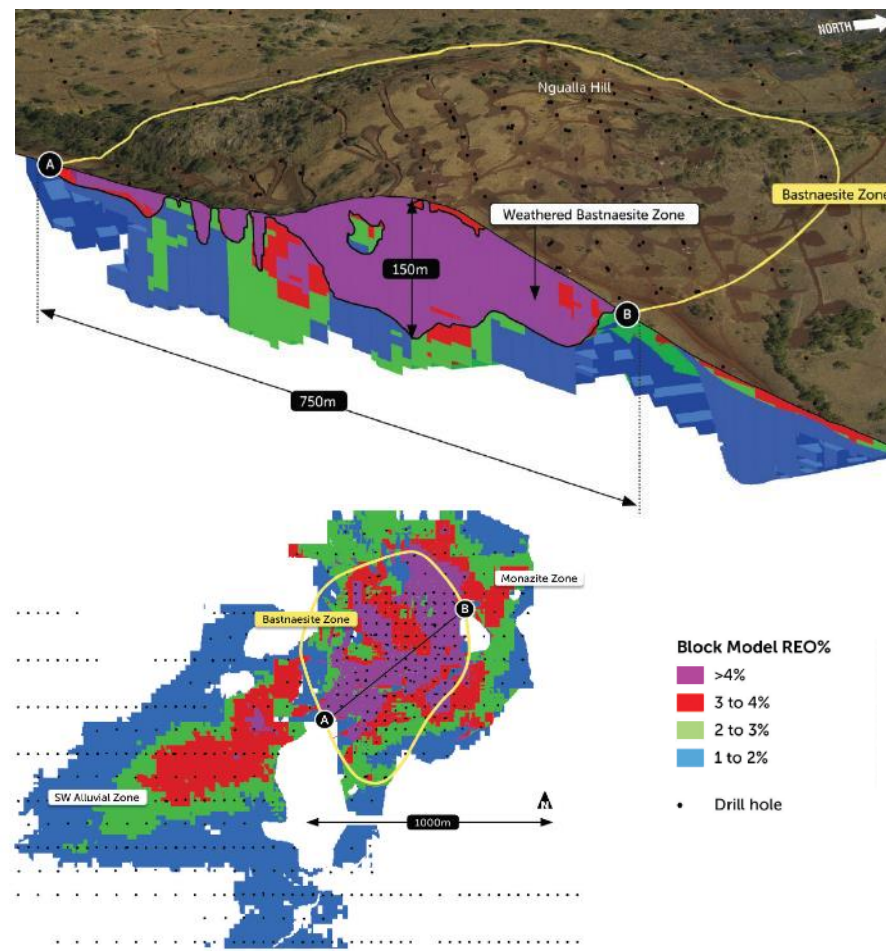 NORTH
Ngualla Hill
A
Bastnaesite Zone
Weathered Bastnaesite Zone
150m
B
750m
Monazite Zone
Bastnaesite Zone
B
A
SW Alluvial Zone
N
1000m
Block Model REO%
>4%
3 to 4%
2 to 3%
1 to 2%
Drill hole